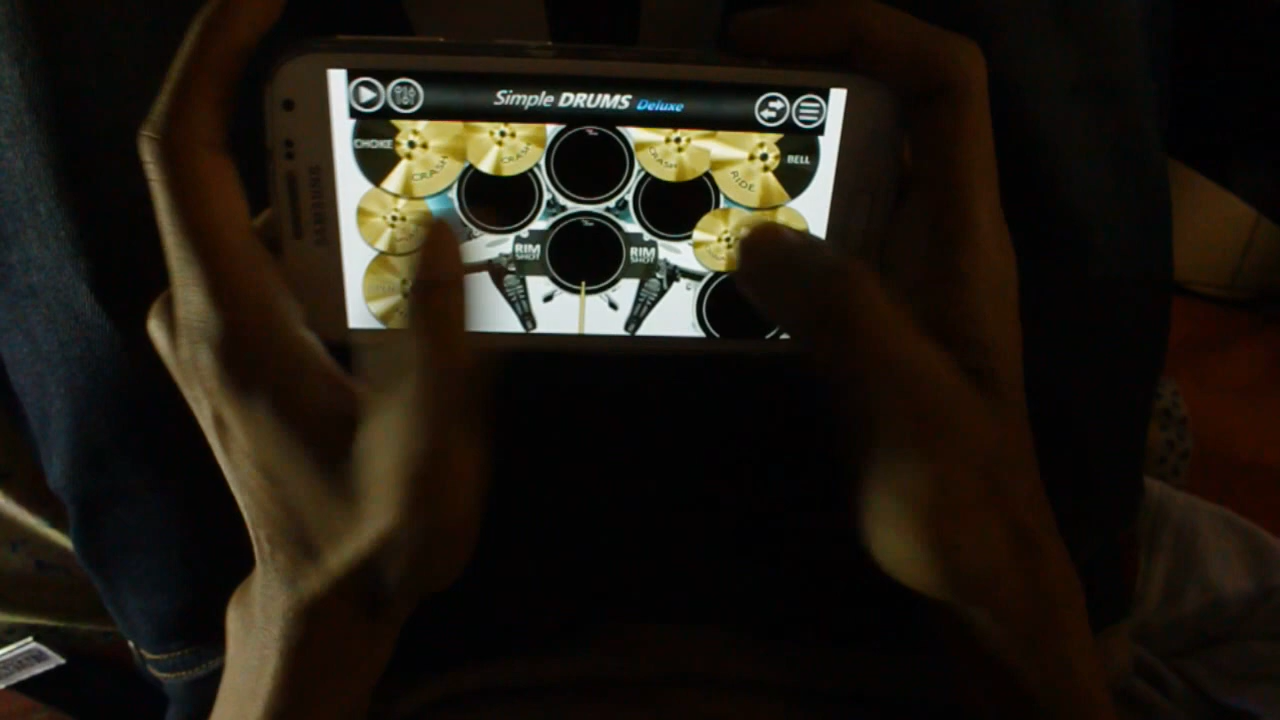 Simple DRUMS Deluxe
CHOKE
CRASH
CRASH
CRASH
RIDE
BELL
RIM
SHOT
RIM
SHOT
SAMSUNG